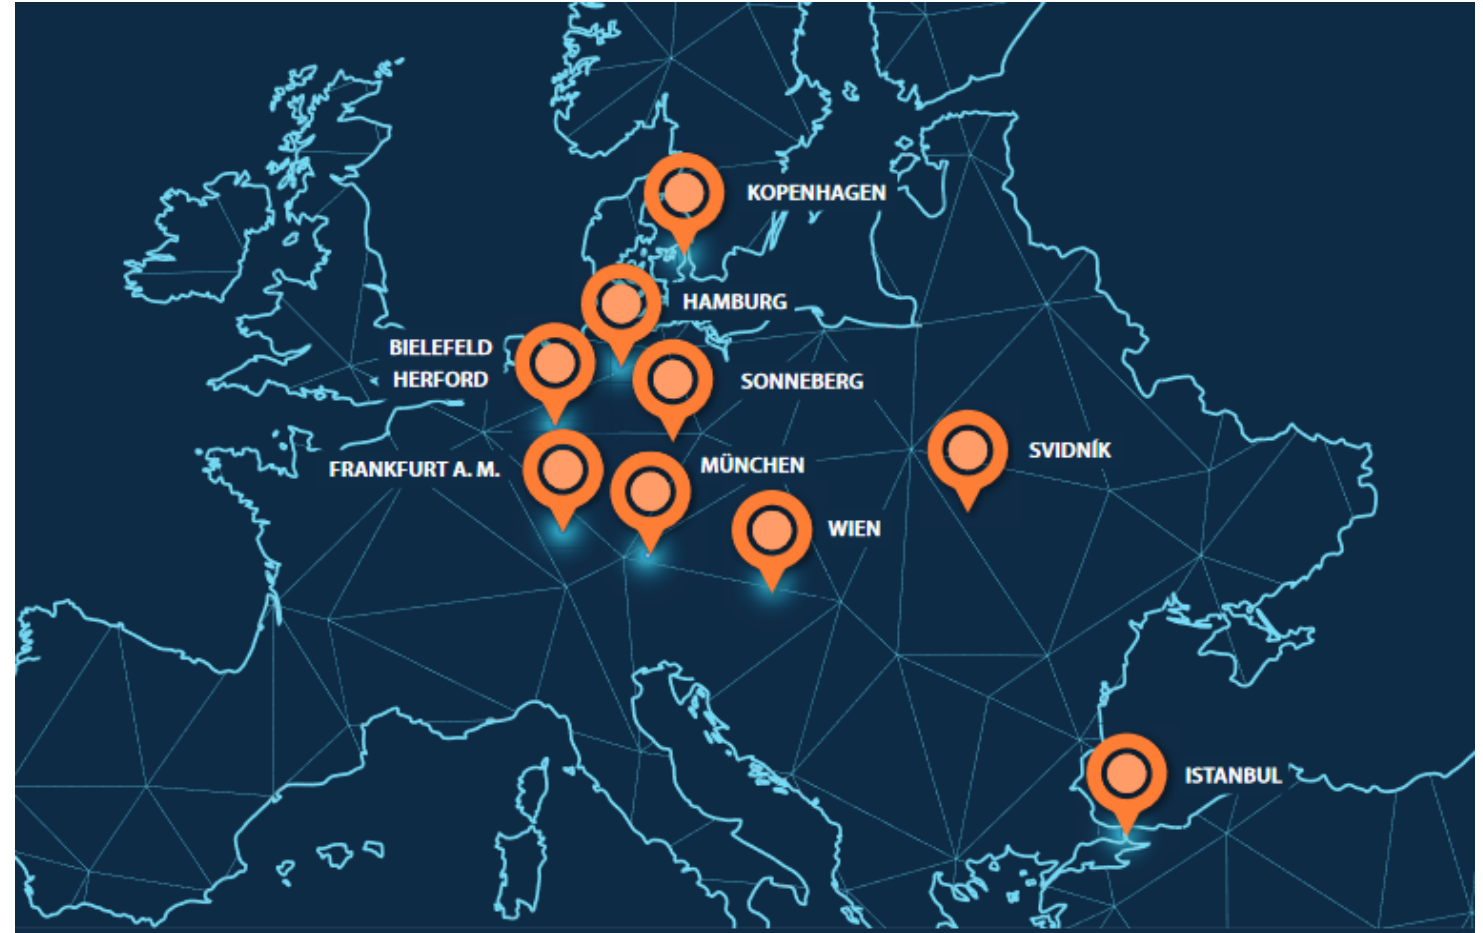 KOPENHAGEN
HAMBURG
BIELEFELD
HERFORD
SONNEBERG
SVIDNÍK
MÜNCHEN
FRANKFURT A. M.
WIEN
ISTANBUL